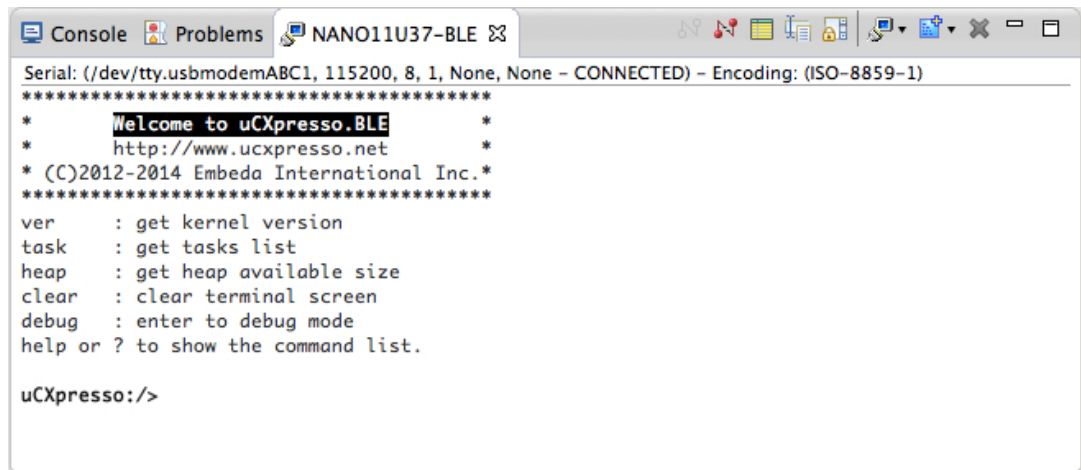 Console Problems NANO11U37-BLE
Serial: (/dev/tty.usbmodemABC1, 115200, 8, 1, None, None - CONNECTED) - Encoding: (ISO-8859-1)
*****************************************
*       Welcome to uCXpresso.BLE        *
*       http://www.ucxpresso.net        *
* (C)2012-2014 Embeda International Inc.*
*****************************************
ver     : get kernel version
task    : get tasks list
heap    : get heap available size
clear   : clear terminal screen
debug   : enter to debug mode
help or ? to show the command list.
uCXpresso:/>